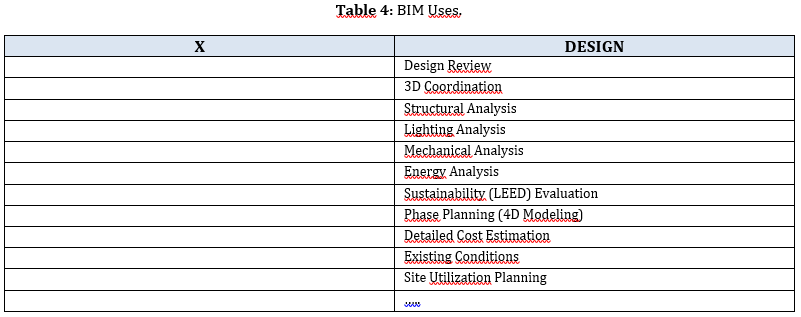 Table 4: BIM Uses.
X DESIGN
Design Review
3D Coordination
Structural Analysis
Lighting Analysis
Mechanical Analysis
Energy Analysis
Sustainability (LEED) Evaluation
Phase Planning (4D Modeling)
Detailed Cost Estimation
Existing Conditions
Site Utilization Planning